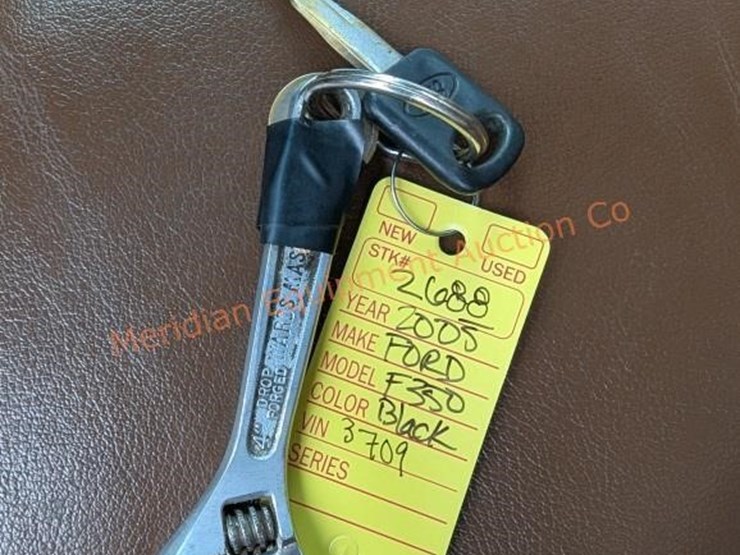 NEW
USED
STK# 2688
YEAR 2005
MAKE FORD
MODEL F350
COLOR Black
VIN 3709
SERIES
4"
DROP
FORGED
Meridian Equipment Auction Co